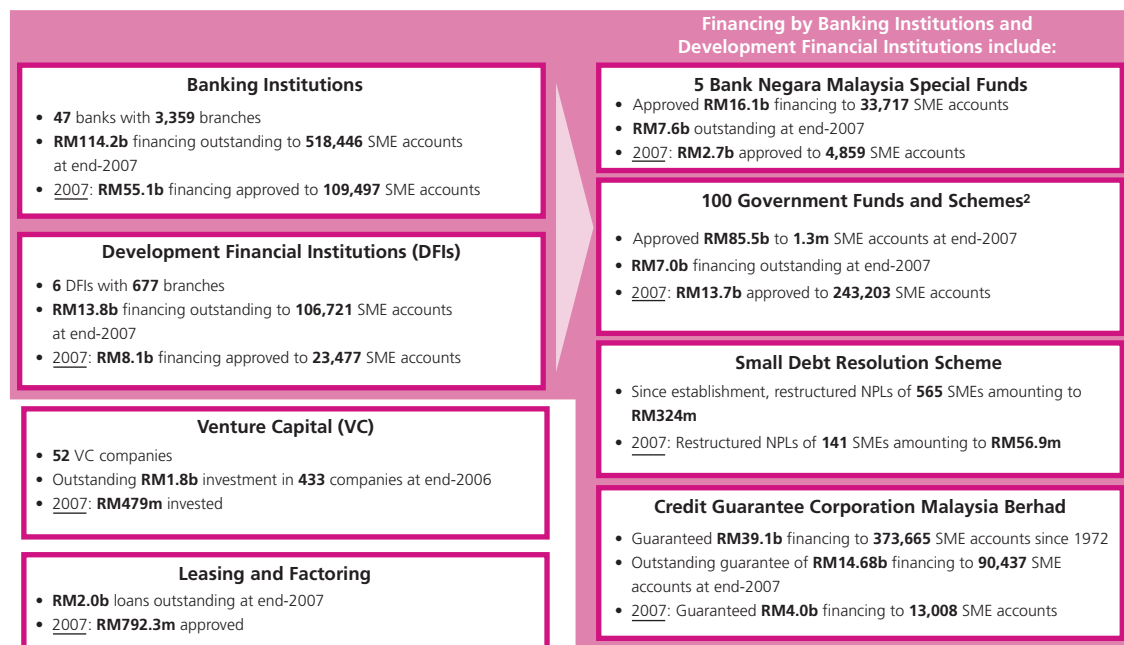 Banking Institutions
• 47 banks with 3,359 branches
• RM114.2b financing outstanding to 518,446 SME accounts
at end-2007
• 2007: RM55.1b financing approved to 109,497 SME accounts
Development Financial Institutions (DFIs)
• 6 DFIs with 677 branches
• RM13.8b financing outstanding to 106,721 SME accounts
at end-2007
• 2007: RM8.1b financing approved to 23,477 SME accounts
Venture Capital (VC)
• 52 VC companies
• Outstanding RM1.8b investment in 433 companies at end-2006
• 2007: RM479m invested
Leasing and Factoring
• RM2.0b loans outstanding at end-2007
• 2007: RM792.3m approved
Financing by Banking Institutions and
Development Financial Institutions include:
5 Bank Negara Malaysia Special Funds
• Approved RM16.1b financing to 33,717 SME accounts
• RM7.6b outstanding at end-2007
• 2007: RM2.7b approved to 4,859 SME accounts
100 Government Funds and Schemes²
• Approved RM85.5b to 1.3m SME accounts at end-2007
• RM7.0b financing outstanding at end-2007
• 2007: RM13.7b approved to 243,203 SME accounts
Small Debt Resolution Scheme
• Since establishment, restructured NPLs of 565 SMEs amounting to
RM324m
• 2007: Restructured NPLs of 141 SMEs amounting to RM56.9m
Credit Guarantee Corporation Malaysia Berhad
• Guaranteed RM39.1b financing to 373,665 SME accounts since 1972
• Outstanding guarantee of RM14.68b financing to 90,437 SME
accounts at end-2007
• 2007: Guaranteed RM4.0b financing to 13,008 SME accounts